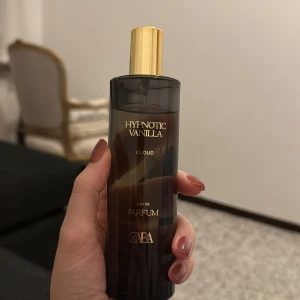 HYPNOTIC
VANILLA
CLOUD
EAU DE
PARFUM
ZARA